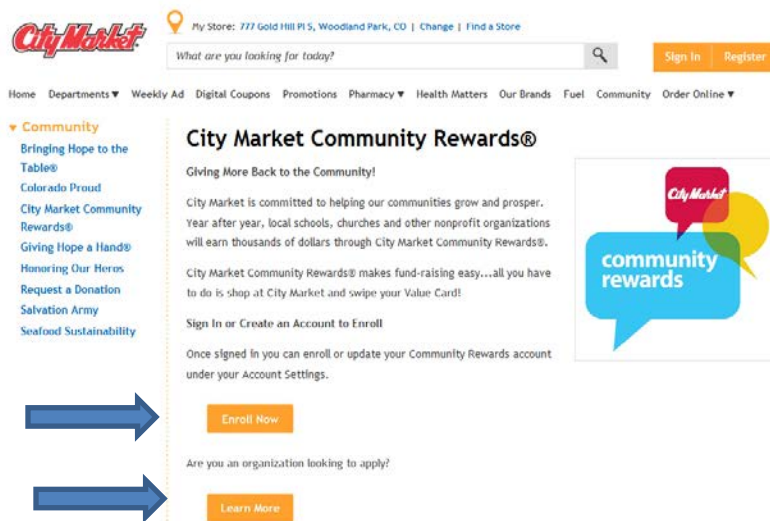 City Market
My Store: 777 Gold Hill Pl S, Woodland Park, CO | Change | Find a Store
What are you looking for today?
Sign In Register
Home Departments ▼ Weekly Ad Digital Coupons Promotions Pharmacy ▼ Health Matters Our Brands Fuel Community Order Online ▼
▼ Community
Bringing Hope to the
Table®
Colorado Proud
City Market Community
Rewards®
Giving Hope a Hand®
Honoring Our Heros
Request a Donation
Salvation Army
Seafood Sustainability
City Market Community Rewards®
Giving More Back to the Community!
City Market is committed to helping our communities grow and prosper.
Year after year, local schools, churches and other nonprofit organizations
will earn thousands of dollars through City Market Community Rewards®.
City Market Community Rewards® makes fund-raising easy...all you have
to do is shop at City Market and swipe your Value Card!
Sign In or Create an Account to Enroll
Once signed in you can enroll or update your Community Rewards account
under your Account Settings.
Enroll Now
Are you an organization looking to apply?
Learn More
City Market
community
rewards